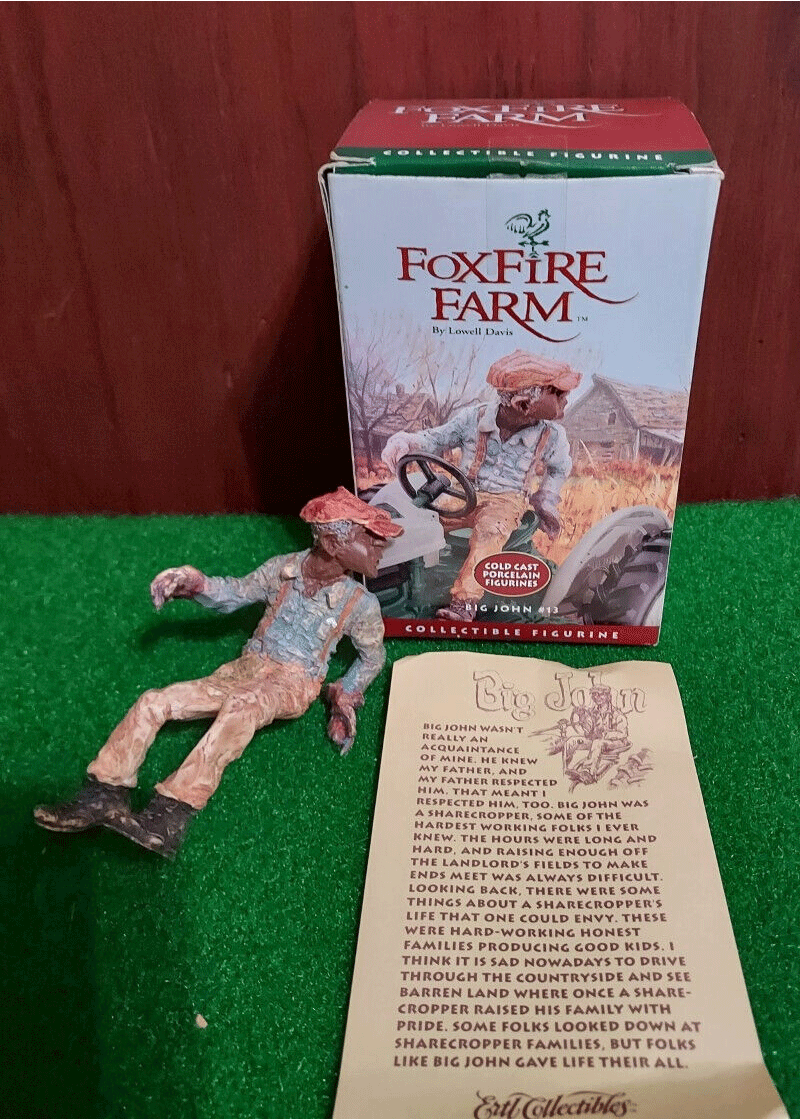 FOXFIRE
FARM
By Lowell Davis
COLLECTIBLE FIGURINE
FOXFIRE
FARM™
By Lowell Davis
COLD CAST
PORCELAIN
FIGURINES
BIG JOHN #13
COLLECTIBLE FIGURINE
Big John
BIG JOHN WASN'T
REALLY AN
ACQUAINTANCE
OF MINE. HE KNEW
MY FATHER, AND
MY FATHER RESPECTED
HIM. THAT MEANT I
RESPECTED HIM, TOO. BIG JOHN WAS
A SHARECROPPER, SOME OF THE
HARDEST WORKING FOLKS I EVER
KNEW. THE HOURS WERE LONG AND
HARD, AND RAISING ENOUGH OFF
THE LANDLORD'S FIELDS TO MAKE
ENDS MEET WAS ALWAYS DIFFICULT.
LOOKING BACK, THERE WERE SOME
THINGS ABOUT A SHARECROPPER'S
LIFE THAT ONE COULD ENVY. THESE
WERE HARD-WORKING HONEST
FAMILIES PRODUCING GOOD KIDS. I
THINK IT IS SAD NOWADAYS TO DRIVE
THROUGH THE COUNTRYSIDE AND SEE
BARREN LAND WHERE ONCE A SHARE-
CROPPER RAISED HIS FAMILY WITH
PRIDE. SOME FOLKS LOOKED DOWN AT
SHARECROPPER FAMILIES, BUT FOLKS
LIKE BIG JOHN GAVE LIFE THEIR ALL.
Ertl Collectibles